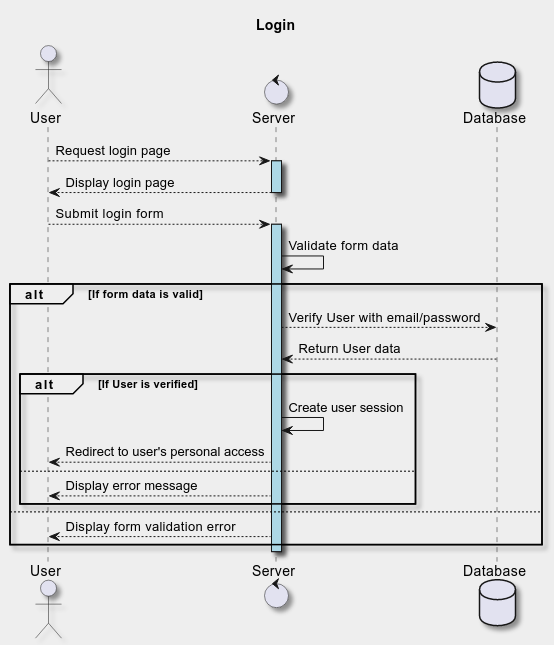 Login
User
Server
Database
Request login page
Display login page
Submit login form
Validate form data
alt [If form data is valid]
Verify User with email/password
Return User data
alt [If User is verified]
Create user session
Redirect to user's personal access
Display error message
Display form validation error
User
Server
Database